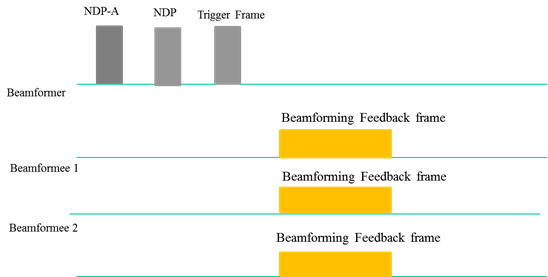 NDP-A
NDP
Trigger Frame
Beamformer
Beamforming Feedback frame
Beamformee 1
Beamforming Feedback frame
Beamformee 2
Beamforming Feedback frame